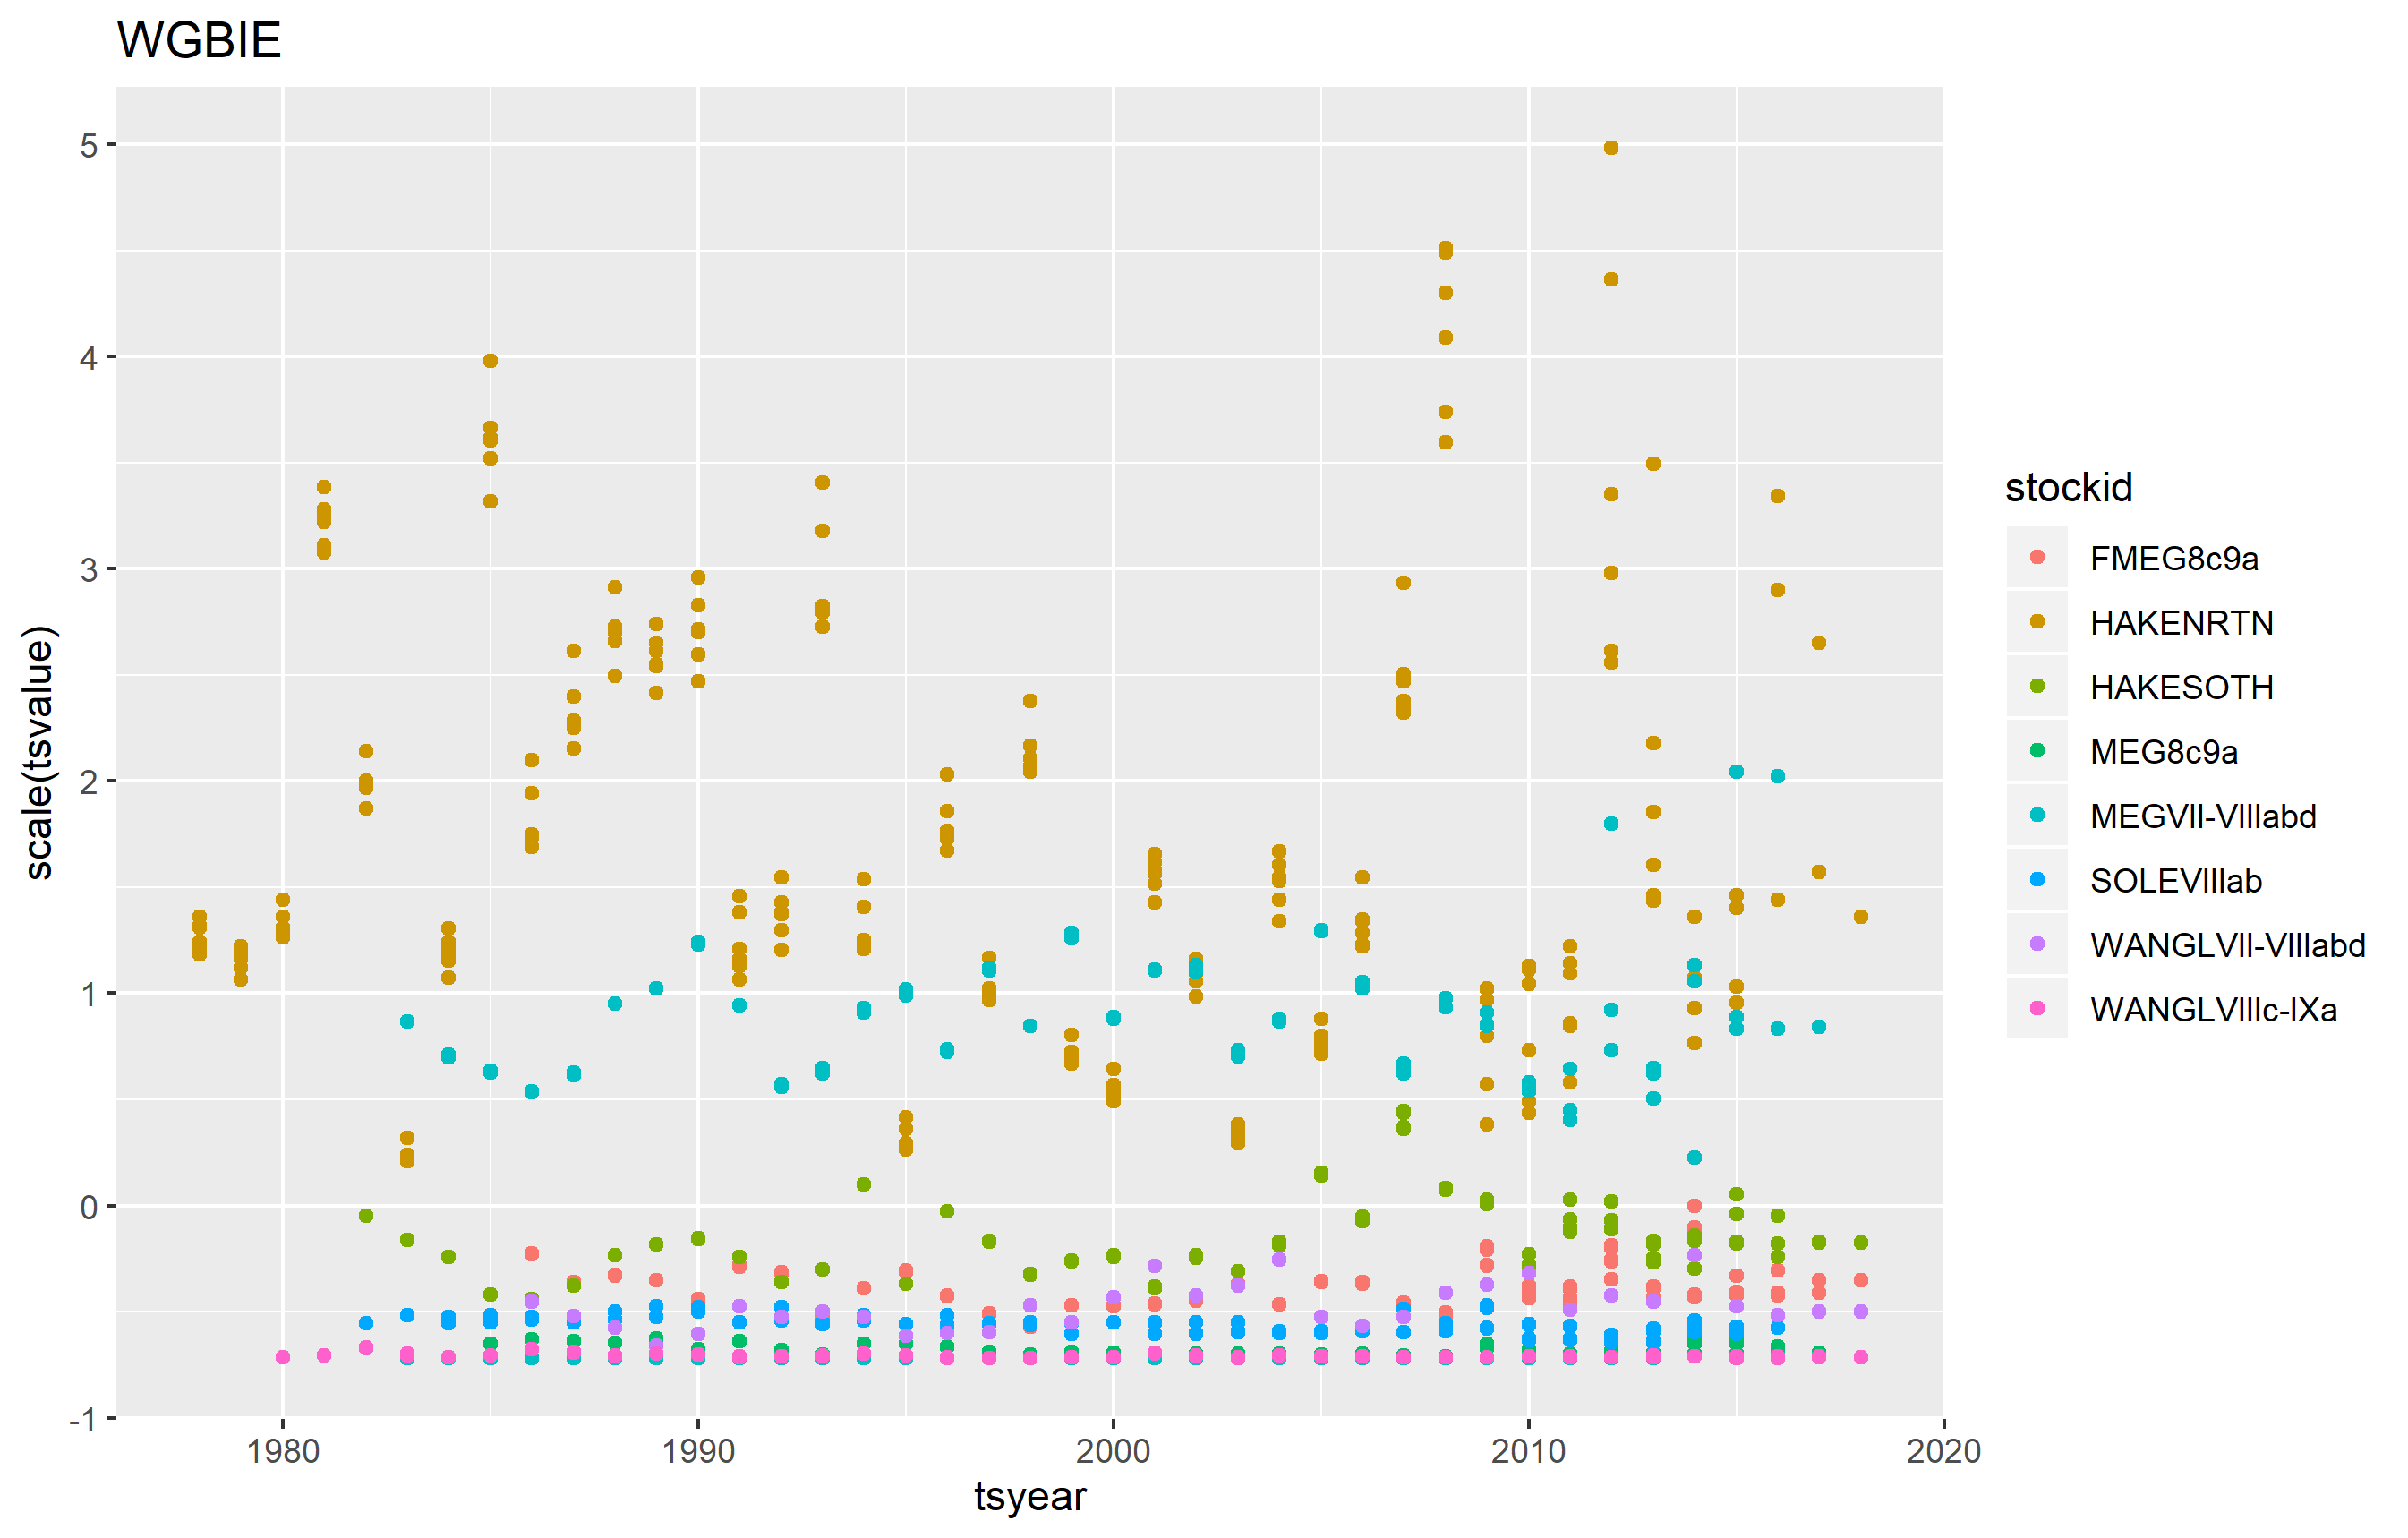 WGBIE
5
4
3
2
1
0
-1
scale(tsvalue)
1980
1990
2000
2010
2020
tsyear
stockid
FMEG8c9a
HAKENRTN
HAKESOTH
MEG8c9a
MEGVII-VIIIabd
SOLEVIIIab
WANGLVII-VIIIabd
WANGLVIIIc-IXa